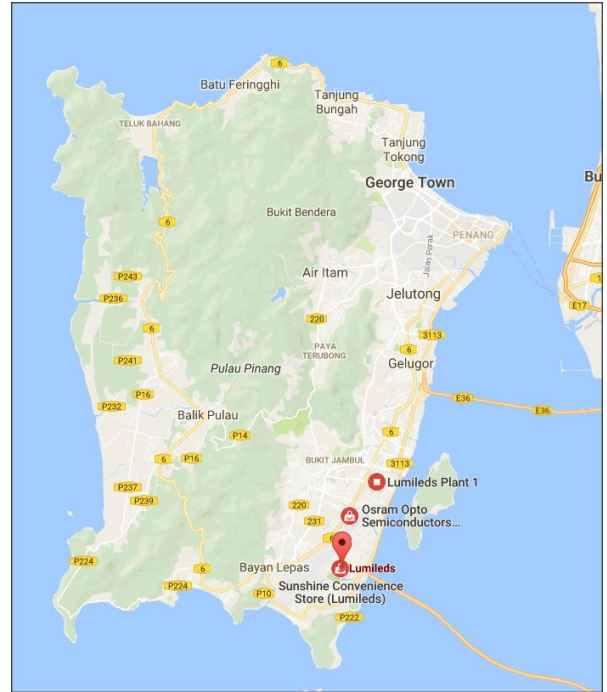 6
Batu Feringghi
Tanjung
Bungah
TELUK BAHANG
Tanjung
Tokong
George Town
Bu
6
Bukit Bendera
PENANG
Jalan Perak
Air Itam
P243
P236
Jelutong
E17
1
220
6
3113
PAYA
TERUBONG
6
P241
Gelugor
Pulau Pinang
P16
E36
E36
P232
Balik Pulau
P14
6
6
P16
BUKIT JAMBUL
3113
P237
Lumileds Plant 1
P239
220
231
Osram Opto
Semiconductors...
6
P224
Bayan Lepas
6
Lumileds
P224
P10
Sunshine Convenience
Store (Lumileds)
P222